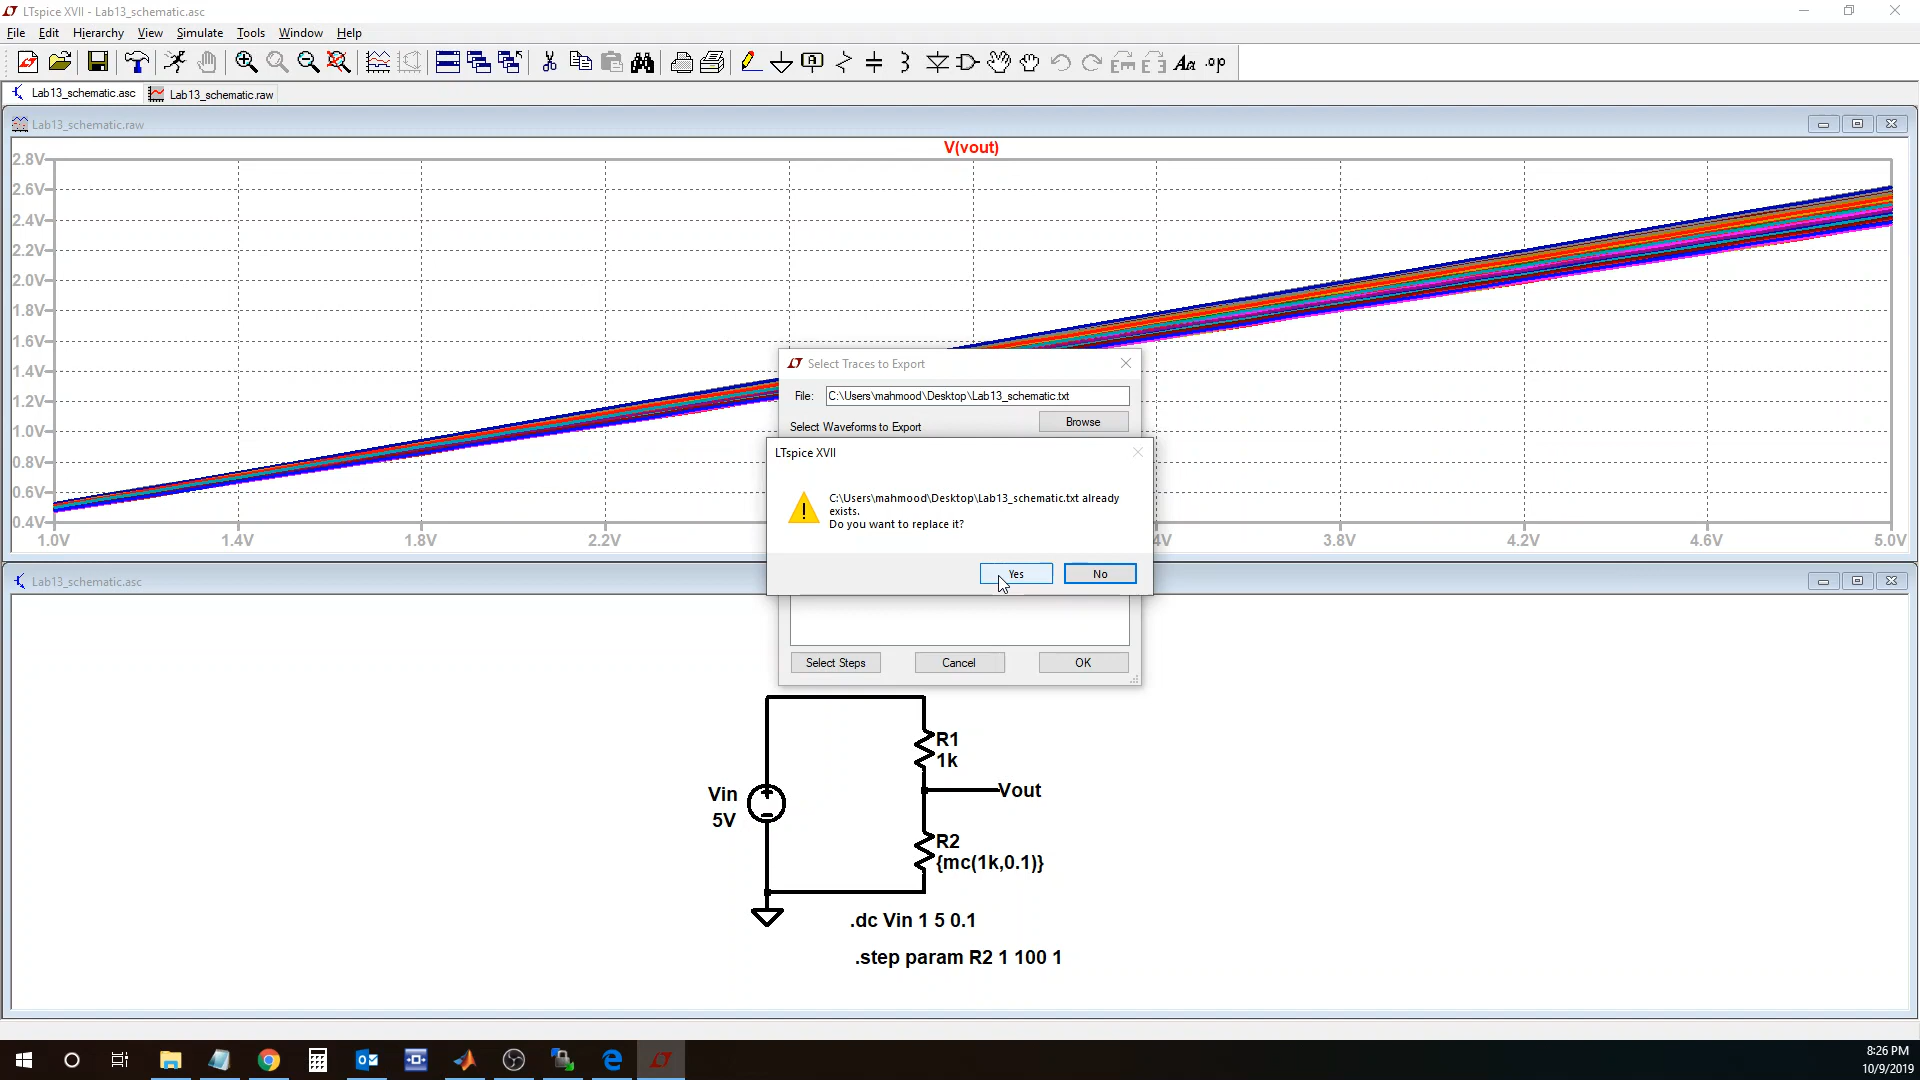 LTspice XVII - Lab13_schematic.asc
File Edit Hierarchy View Simulate Tools Window Help
Aa .op
Lab13_schematic.asc Lab13_schematic.raw
Lab13_schematic.raw
V(vout)
2.8V
2.6V
2.4V
2.2V
2.0V
1.8V
1.6V
1.4V
1.2V
1.0V
0.8V
0.6V
0.4V
1.0V 1.4V 1.8V 2.2V 4V 3.8V 4.2V 4.6V 5.0V
Select Traces to Export
File: C:\Users\mahmood\Desktop\Lab13_schematic.txt
Browse
Select Waveforms to Export
LTspice XVII
C:\Users\mahmood\Desktop\Lab13_schematic.txt already
exists.
Do you want to replace it?
Yes No
Select Steps Cancel OK
Lab13_schematic.asc
R1
1k
Vin
5V
Vout
R2
{mc(1k,0.1)}
.dc Vin 1 5 0.1
.step param R2 1 100 1
8:26 PM
10/9/2019